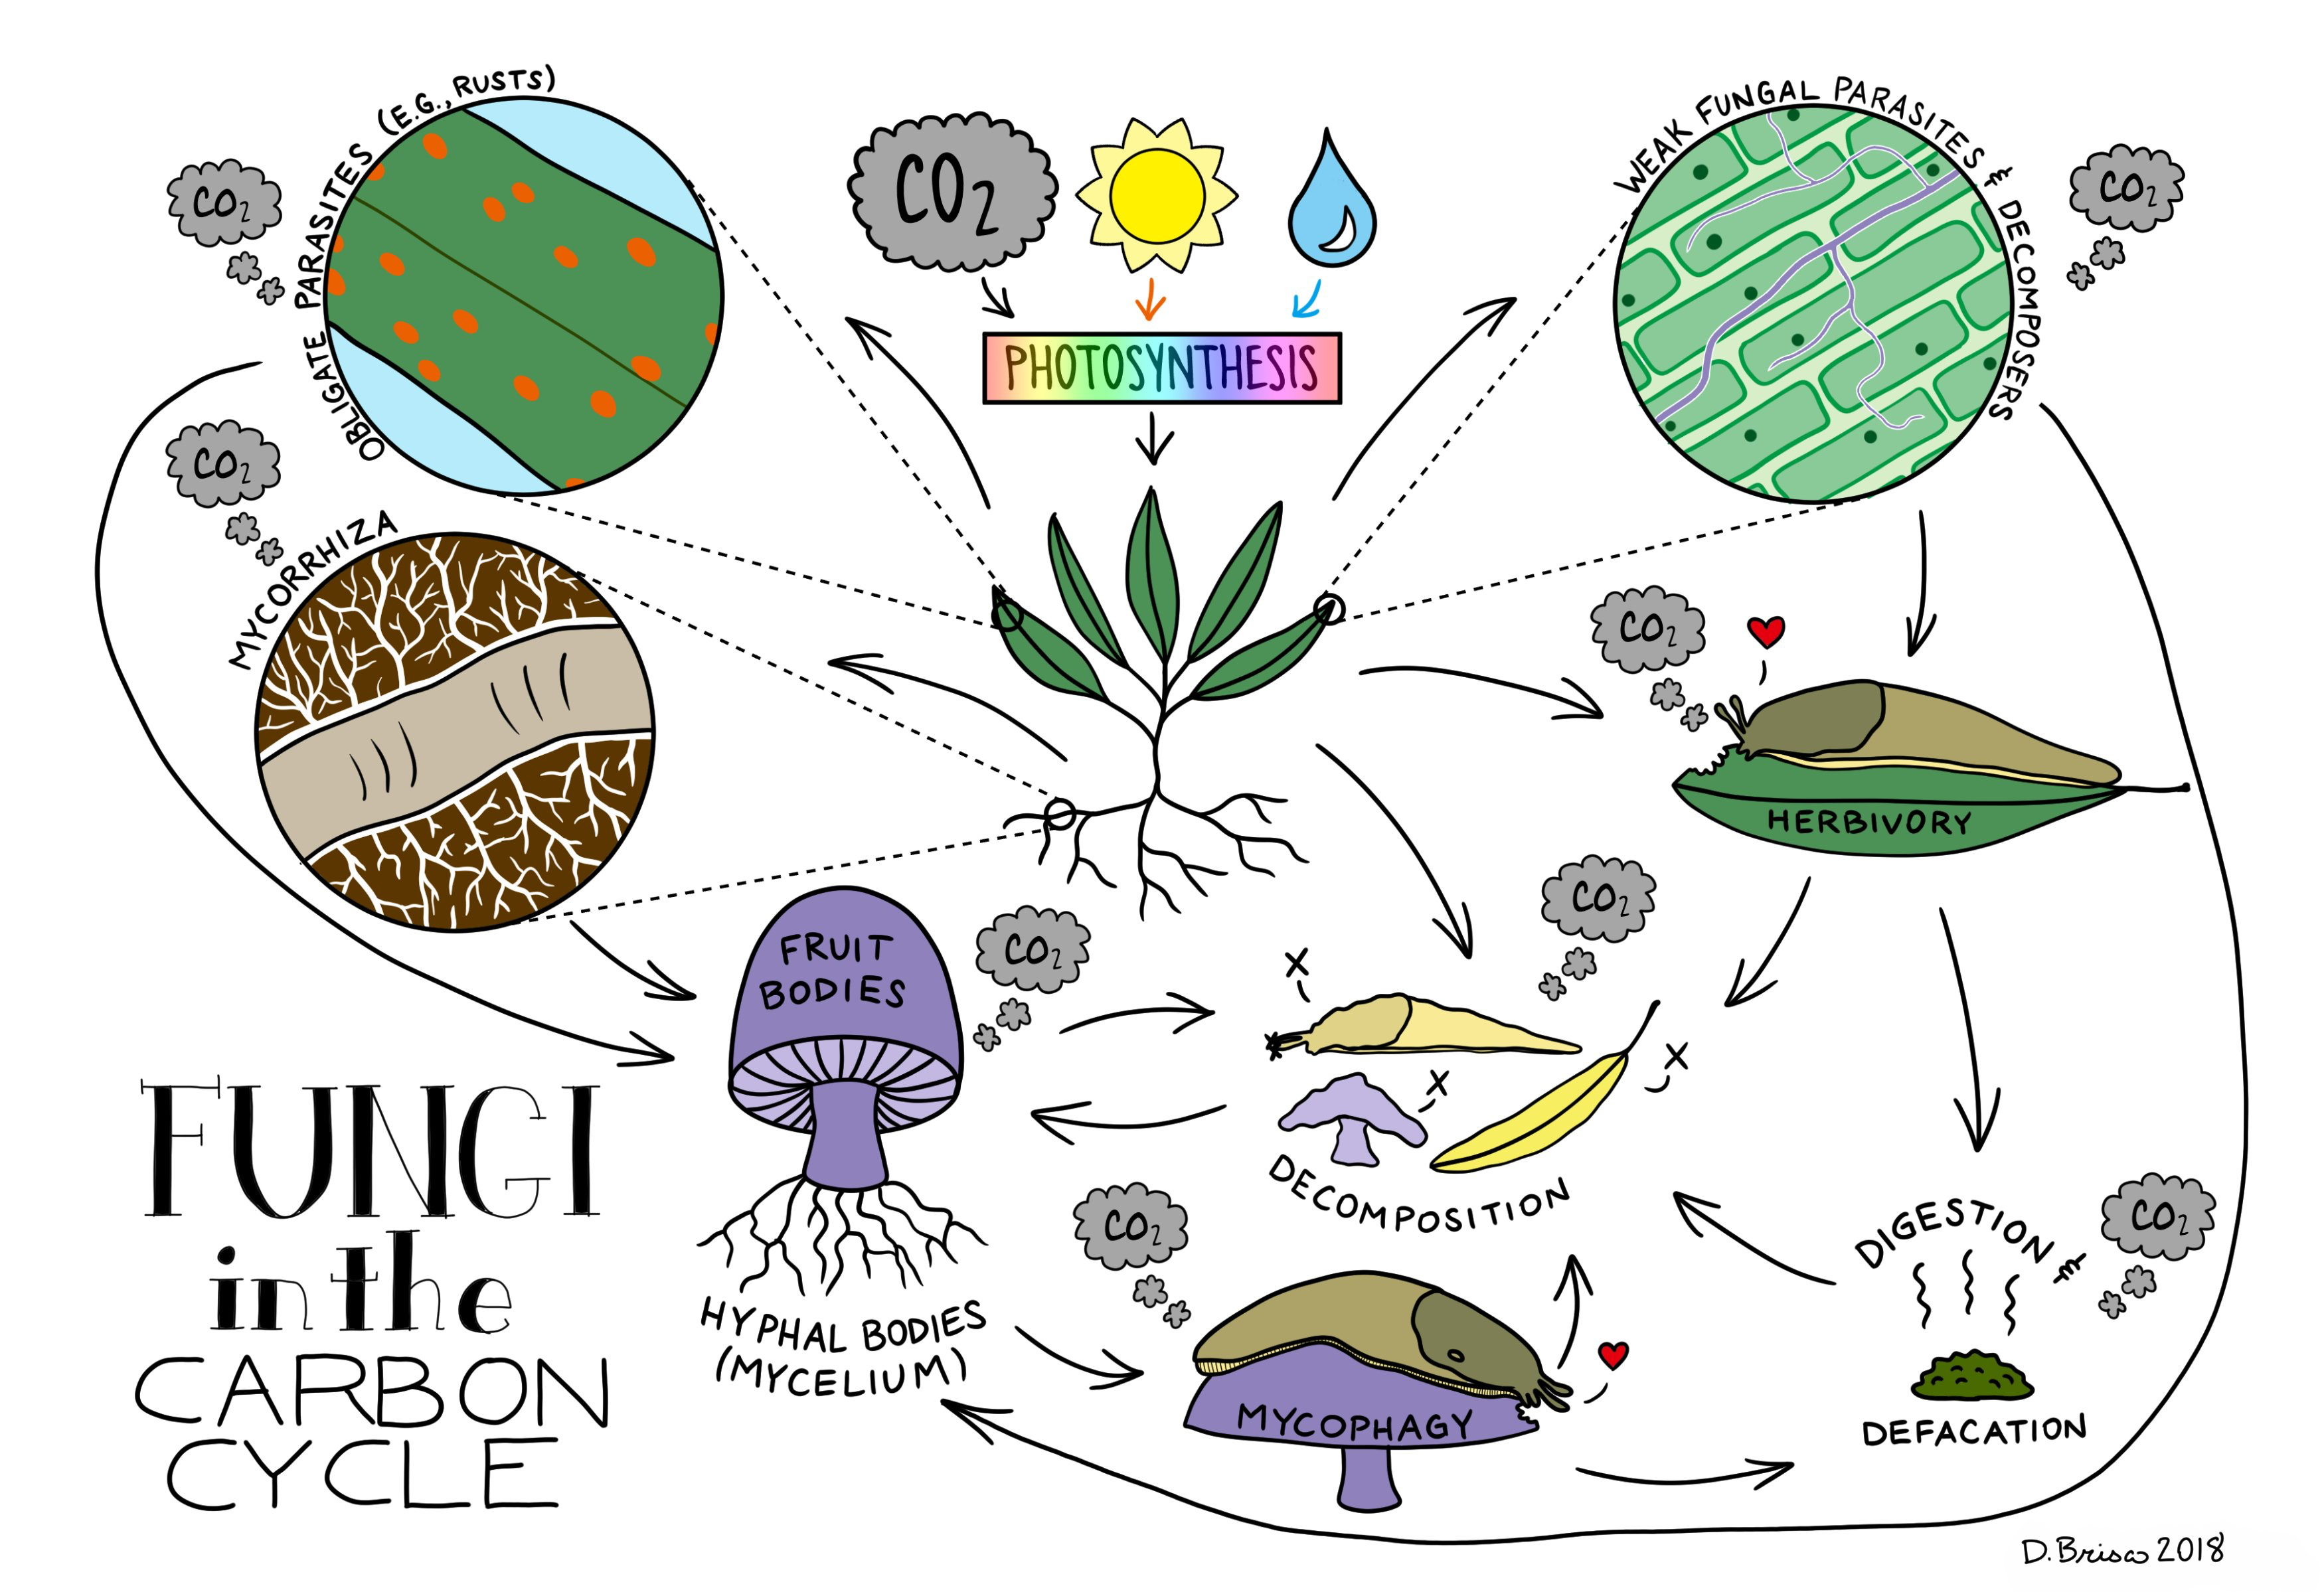 OBLIGATE PARASITES (E.G., RUSTS)
CO2
CO2
WEAK FUNGAL PARASITES & DECOMPOSERS
CO2
PHOTOSYNTHESIS
CO2
MYCORRHIZA
CO2
HERBIVORY
FRUIT
BODIES
CO2
CO2
DECOMPOSITION
HYPHAL BODIES
(MYCELIUM)
CO2
MYCOPHAGY
DIGESTION &
CO2
DEFACATION
FUNGI
in the
CARBON
CYCLE
D. Brisco 2018